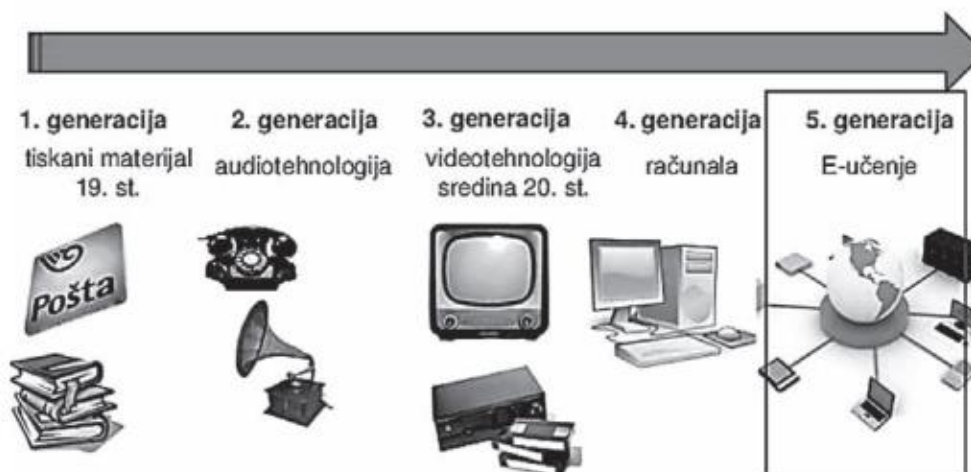 1. generacija
tiskani materijal
19. st.
2. generacija
audiotehnologija
3. generacija
videotehnologija
sredina 20. st.
4. generacija
računala
5. generacija
E-učenje
Pošta